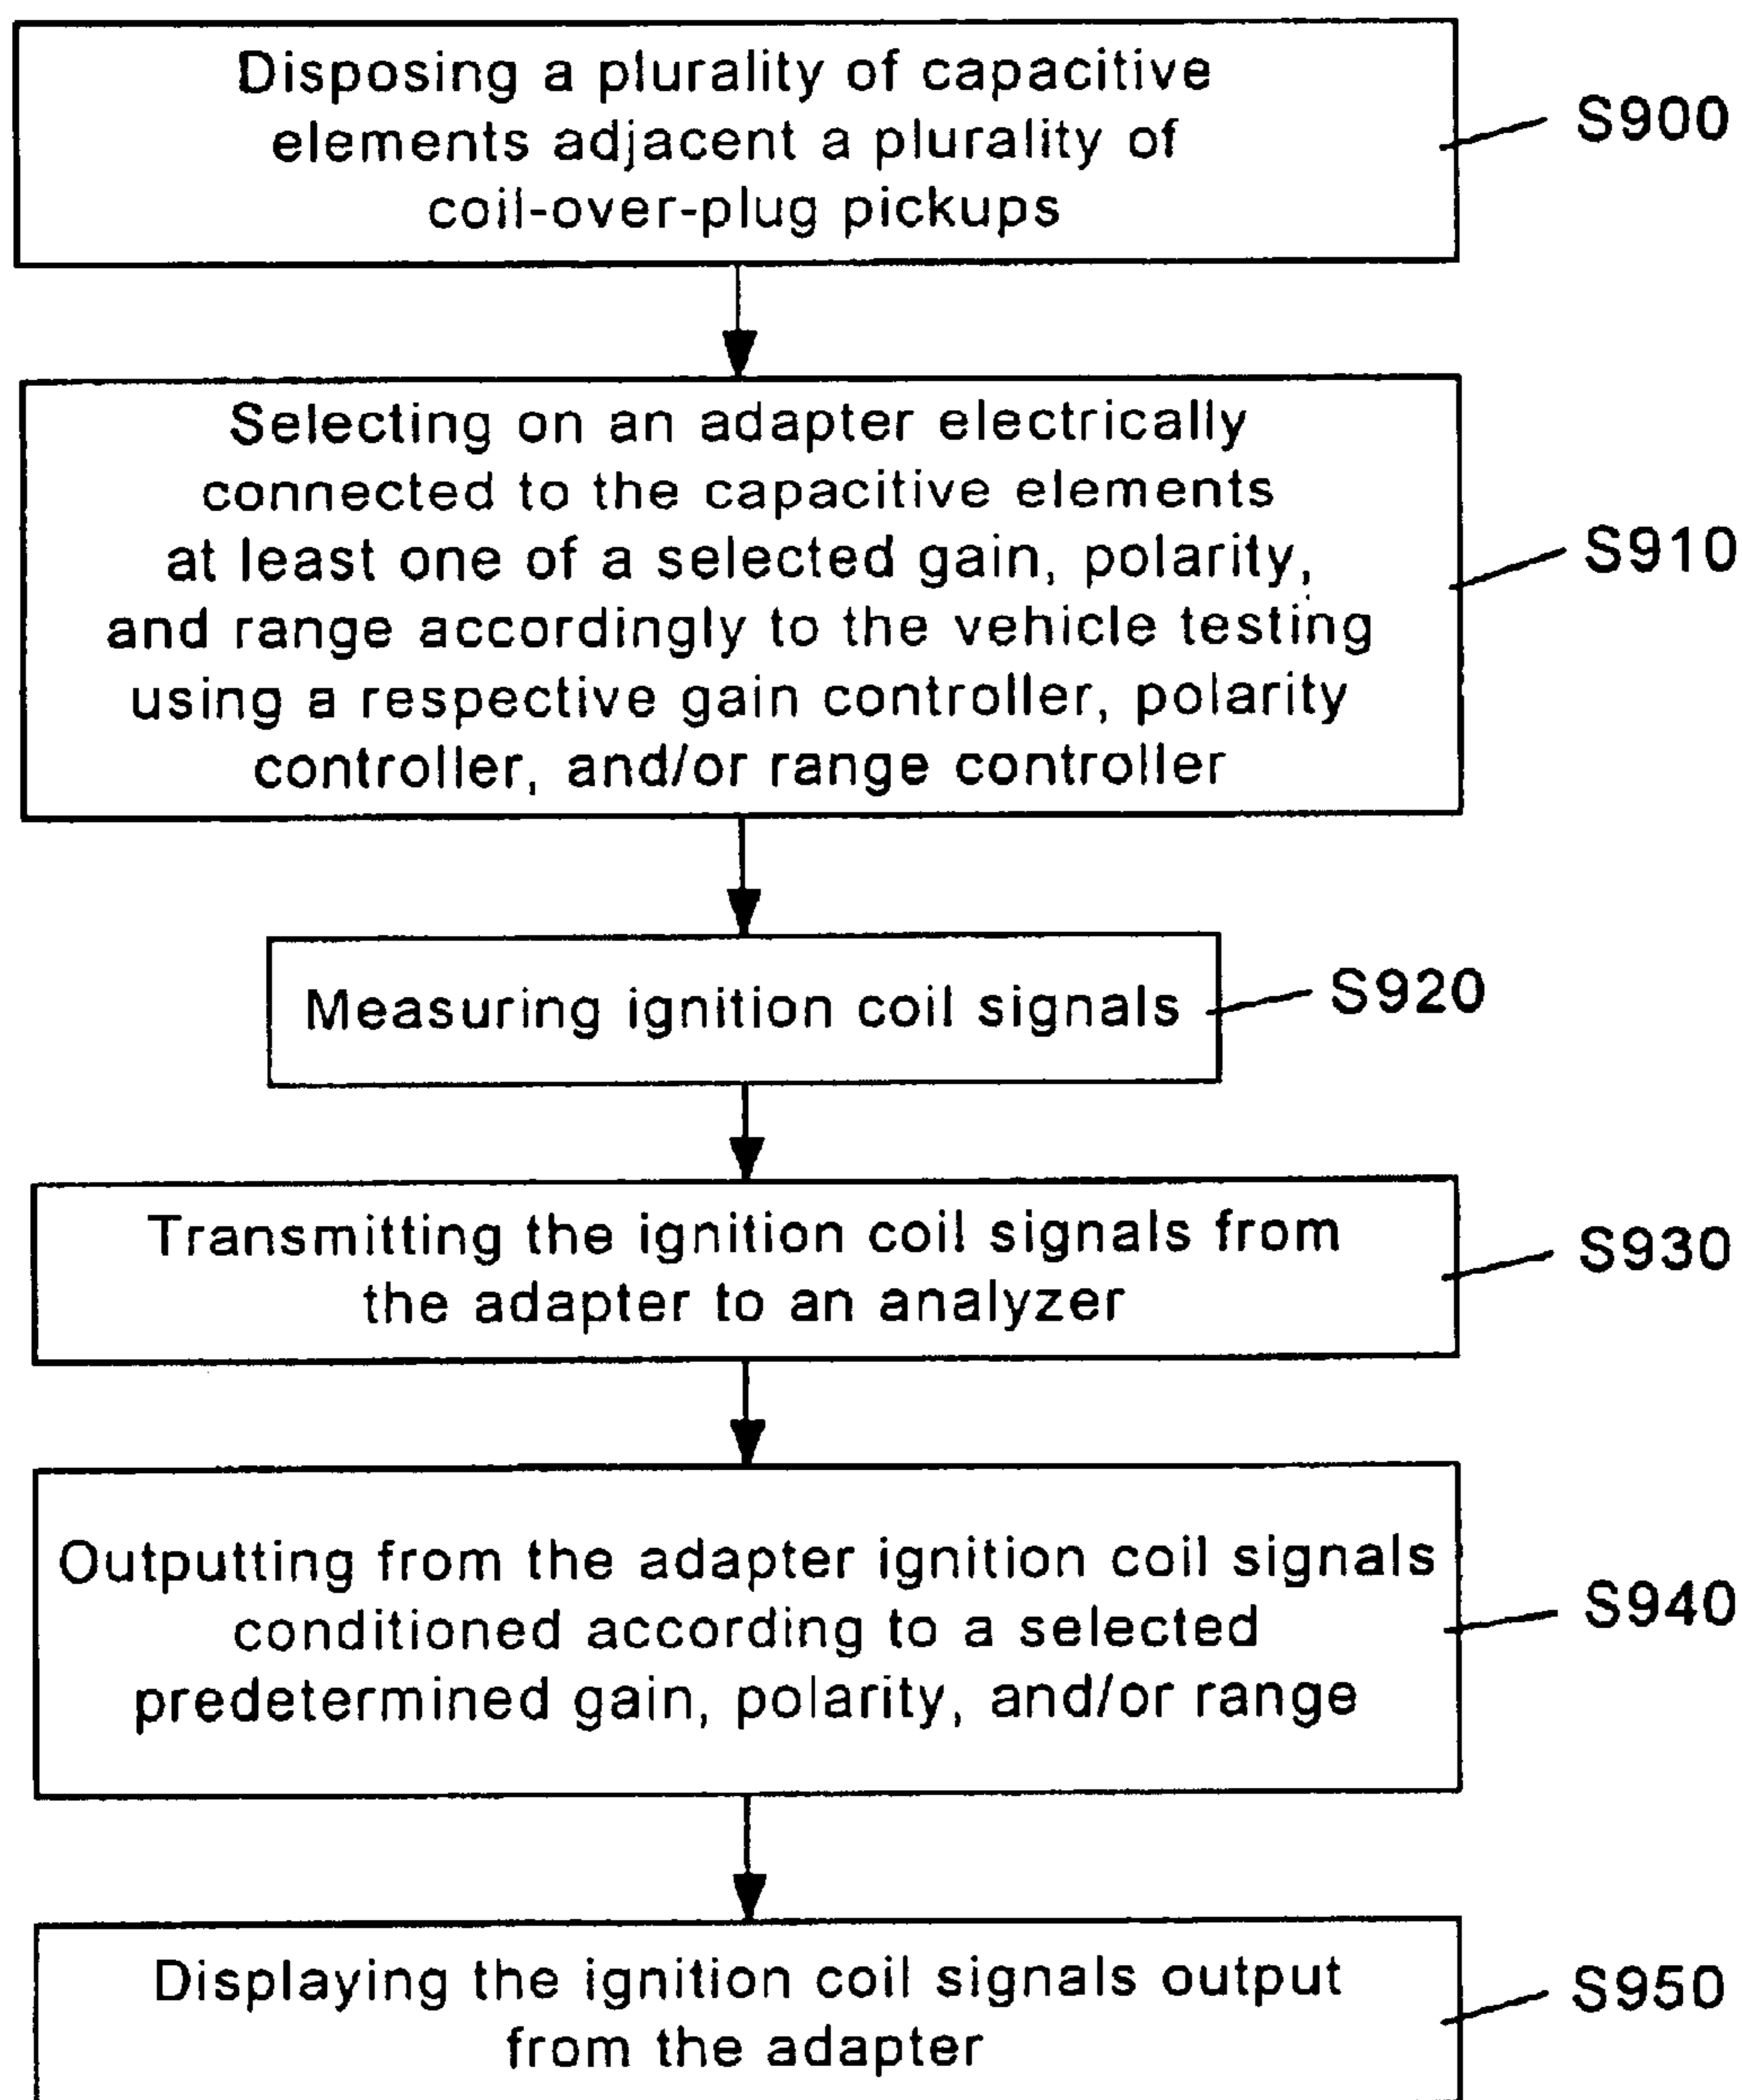 Disposing a plurality of capacitive
elements adjacent a plurality of
coil-over-plug pickups
S900
Selecting on an adapter electrically
connected to the capacitive elements
at least one of a selected gain, polarity,
and range accordingly to the vehicle testing
using a respective gain controller, polarity
controller, and/or range controller
S910
Measuring ignition coil signals
S920
Transmitting the ignition coil signals from
the adapter to an analyzer
S930
Outputting from the adapter ignition coil signals
conditioned according to a selected
predetermined gain, polarity, and/or range
S940
Displaying the ignition coil signals output
from the adapter
S950